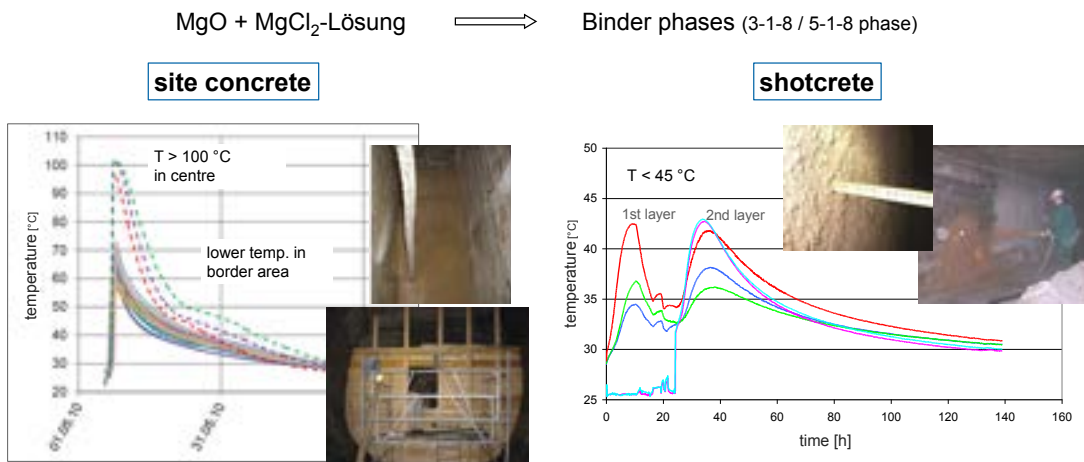 MgO + MgCl₂-Lösung ⟹ Binder phases (3-1-8 / 5-1-8 phase)
site concrete
shotcrete
temperature [°C]
110
100
90
80
70
60
50
40
30
20
T > 100 °C
in centre
lower temp. in
border area
01.08.10
31.08.10
temperature [°C]
50
45
40
35
30
25
T < 45 °C
1st layer
2nd layer
0
20
40
60
80
100
120
140
160
time [h]